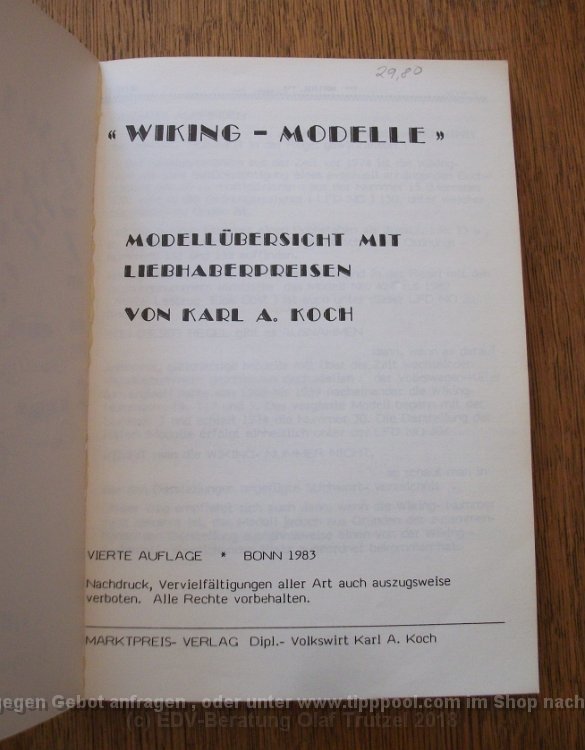 29,80
« WIKING - MODELLE »
MODELLÜBERSICHT MIT
LIEBHABERPREISEN
VON KARL A. KOCH
VIERTE AUFLAGE * BONN 1983
Nachdruck, Vervielfältigungen aller Art auch auszugsweise
verboten. Alle Rechte vorbehalten.
MARKTPREIS- VERLAG Dipl.- Volkswirt Karl A. Koch
gegen Gebot anfragen , oder unter www.tipppool.com im Shop nach
(c) EDV-Beratung Olaf Trutzel 2018